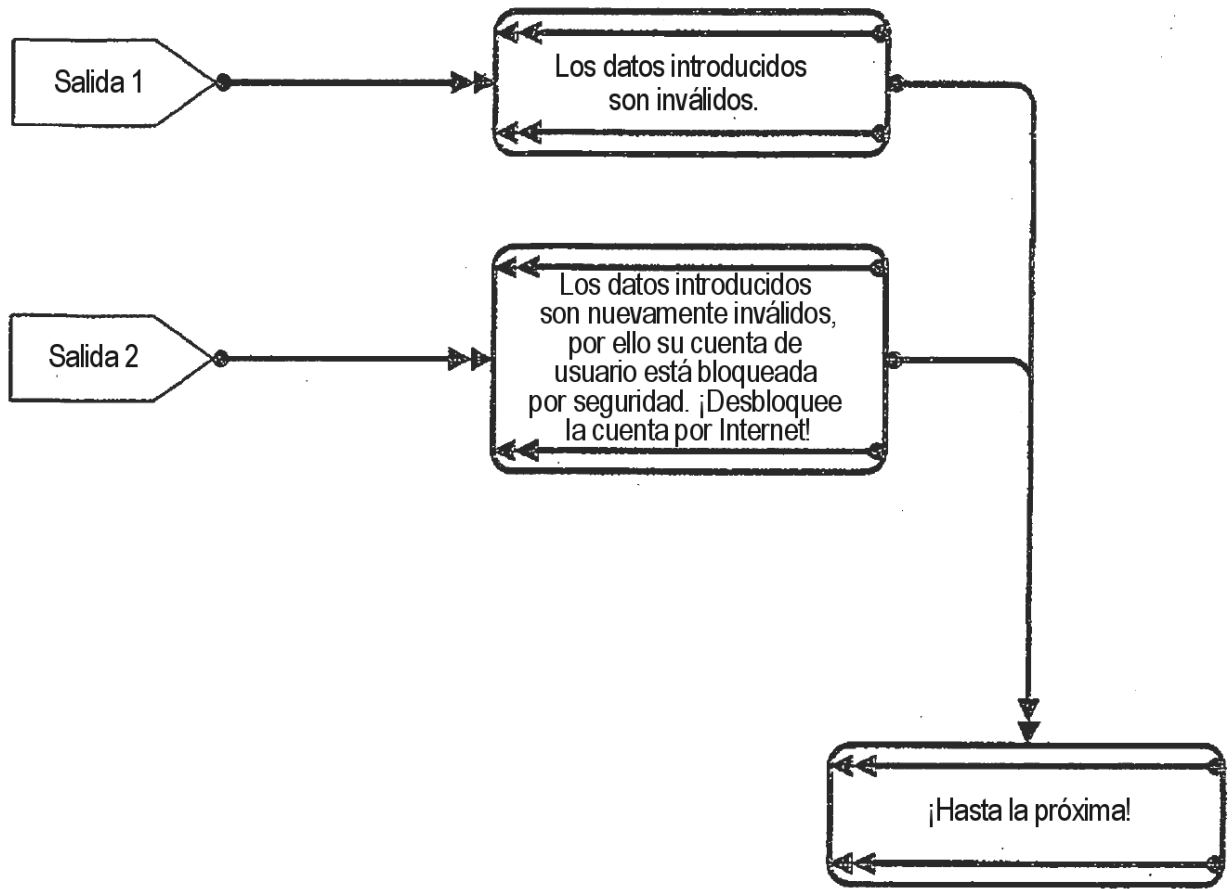 Salida 1
Los datos introducidos
son inválidos.
Salida 2
Los datos introducidos
son nuevamente inválidos,
por ello su cuenta de
usuario está bloqueada
por seguridad. ¡Desbloquee
la cuenta por Internet!
¡Hasta la próxima!